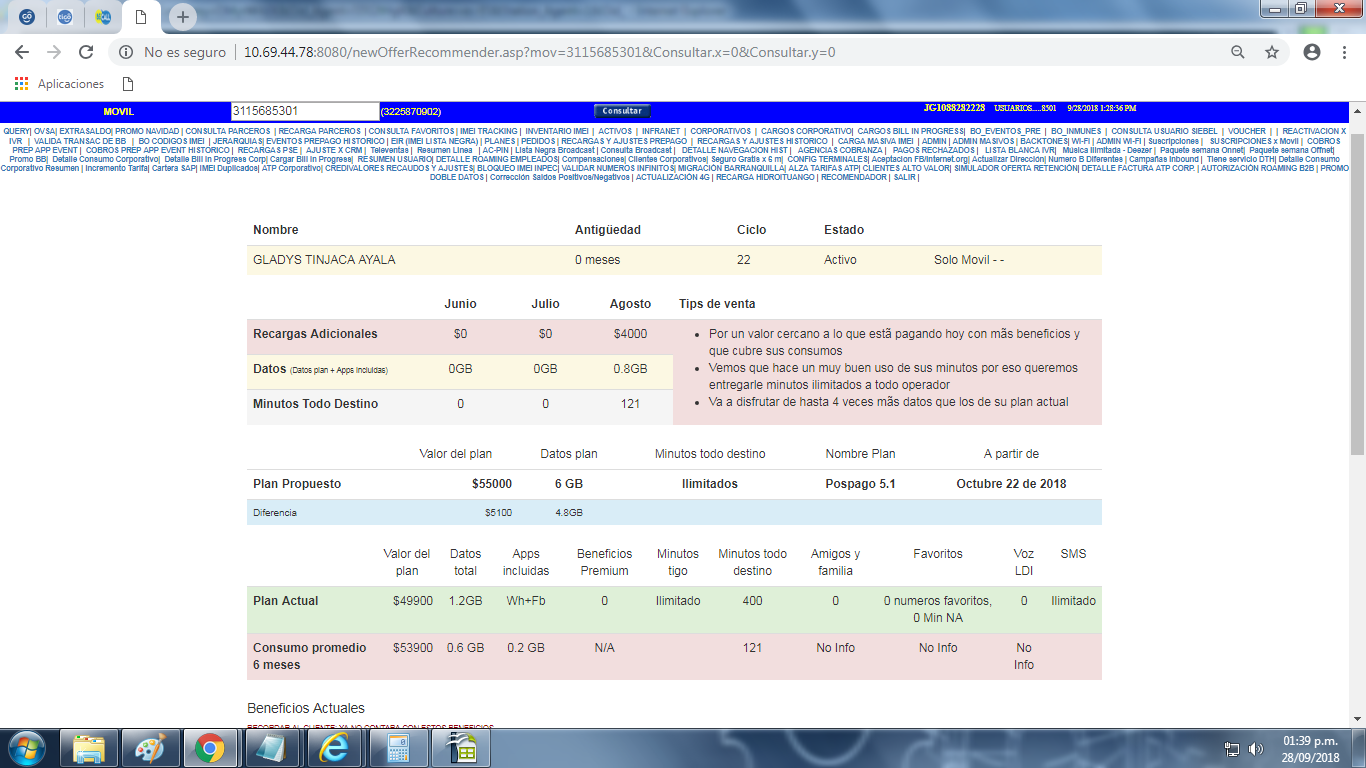 No es seguro | 10.69.44.78:8080/newOfferRecommender.asp?mov=3115685301&Consultar.x=0&Consultar.y=0
Aplicaciones
MOVIL 3115685301 (3225870902) Consultar JG1088282228 USUARIOS.....8501 9/28/2018 1:28:36 PM
QUERY| OVSA| EXTRASALDO| PROMO NAVIDAD | CONSULTA PARCEROS | RECARGA PARCEROS | CONSULTA FAVORITOS | IMEI TRACKING | INVENTARIO IMEI | ACTIVOS | INFRANET | CORPORATIVOS | CARGOS CORPORATIVO| CARGOS BILL IN PROGRESS| BO_EVENTOS_PRE | BO_INMUNES | CONSULTA USUARIO SIEBEL | VOUCHER | | REACTIVACION X
IVR | VALIDA TRANSAC DE BB | BO CODIGOS IMEI | JERARQUIAS| EVENTOS PREPAGO HISTORICO | EIR (IMEI LISTA NEGRA) | PLANES | PEDIDOS | RECARGAS Y AJUSTES PREPAGO | RECARGAS Y AJUSTES HISTORICO | CARGA MASIVA IMEI | ADMIN | ADMIN MASIVOS | BACKTONES| WI-FI | ADMIN WI-FI | Suscripciones | SUSCRIPCIONES x Movil | COBROS
PREP APP EVENT | COBROS PREP APP EVENT HISTORICO | RECARGAS PSE | AJUSTE X CRM | Televentas | Resumen Linea | AC-PIN | Lista Negra Broadcast | Consulta Broadcast | DETALLE NAVEGACION HIST | AGENCIAS COBRANZA | PAGOS RECHAZADOS | LISTA BLANCA IVR| Música Ilimitada - Deezer | Paquete semana Onnet| Paquete semana Offnet|
Promo BB| Detalle Consumo Corporativo| Detalle Bill In Progress Corp| Cargar Bill in Progress| RESUMEN USUARIO| DETALLE ROAMING EMPLEADOS| Compensaciones| Clientes Corporativos| Seguro Gratis x 6 m| CONFIG TERMINALES| Aceptacion FB/Internet.org| Actualizar Dirección| Numero B Diferentes | Campañas Inbound | Tiene servicio DTH| Detalle Consumo
Corporativo Resumen | Incremento Tarifa| Cartera SAP| IMEI Duplicados| ATP Corporativo| CREDIVALORES RECAUDOS Y AJUSTES| BLOQUEO IMEI INPEC| VALIDAR NUMEROS INFINITOS| MIGRACIÓN BARRANQUILLA| ALZA TARIFAS ATP| CLIENTES ALTO VALOR| SIMULADOR OFERTA RETENCIÓN| DETALLE FACTURA ATP CORP. | AUTORIZACIÓN ROAMING B2B | PROMO
DOBLE DATOS | Corrección Saldos Positivos/Negativos | ACTUALIZACIÓN 4G | RECARGA HIDROITUANGO | RECOMENDADOR | SALIR |
Nombre Antigüedad Ciclo Estado
GLADYS TINJACA AYALA 0 meses 22 Activo Solo Movil - -
Junio Julio Agosto Tips de venta
Recargas Adicionales $0 $0 $4000
Datos (Datos plan + Apps Incluidas) 0GB 0GB 0.8GB
Minutos Todo Destino 0 0 121
• Por un valor cercano a lo que estã pagando hoy con mãs beneficios y
que cubre sus consumos
• Vemos que hace un muy buen uso de sus minutos por eso queremos
entregarle minutos ilimitados a todo operador
• Va a disfrutar de hasta 4 veces mãs datos que los de su plan actual
Valor del plan Datos plan Minutos todo destino Nombre Plan A partir de
Plan Propuesto $55000 6 GB Ilimitados Pospago 5.1 Octubre 22 de 2018
Diferencia $5100 4.8GB
Valor del plan Datos total Apps incluidas Beneficios Premium Minutos tigo Minutos todo destino Amigos y familia Favoritos Voz LDI SMS
Plan Actual $49900 1.2GB Wh+Fb 0 Ilimitado 400 0 0 numeros favoritos, 0 Min NA 0 Ilimitado
Consumo promedio 6 meses $53900 0.6 GB 0.2 GB N/A 121 No Info No Info No Info
Beneficios Actuales
RECORDAR AL CLIENTE: YA NO CONTARA CON ESTOS BENEFICIOS
01:39 p.m.
28/09/2018